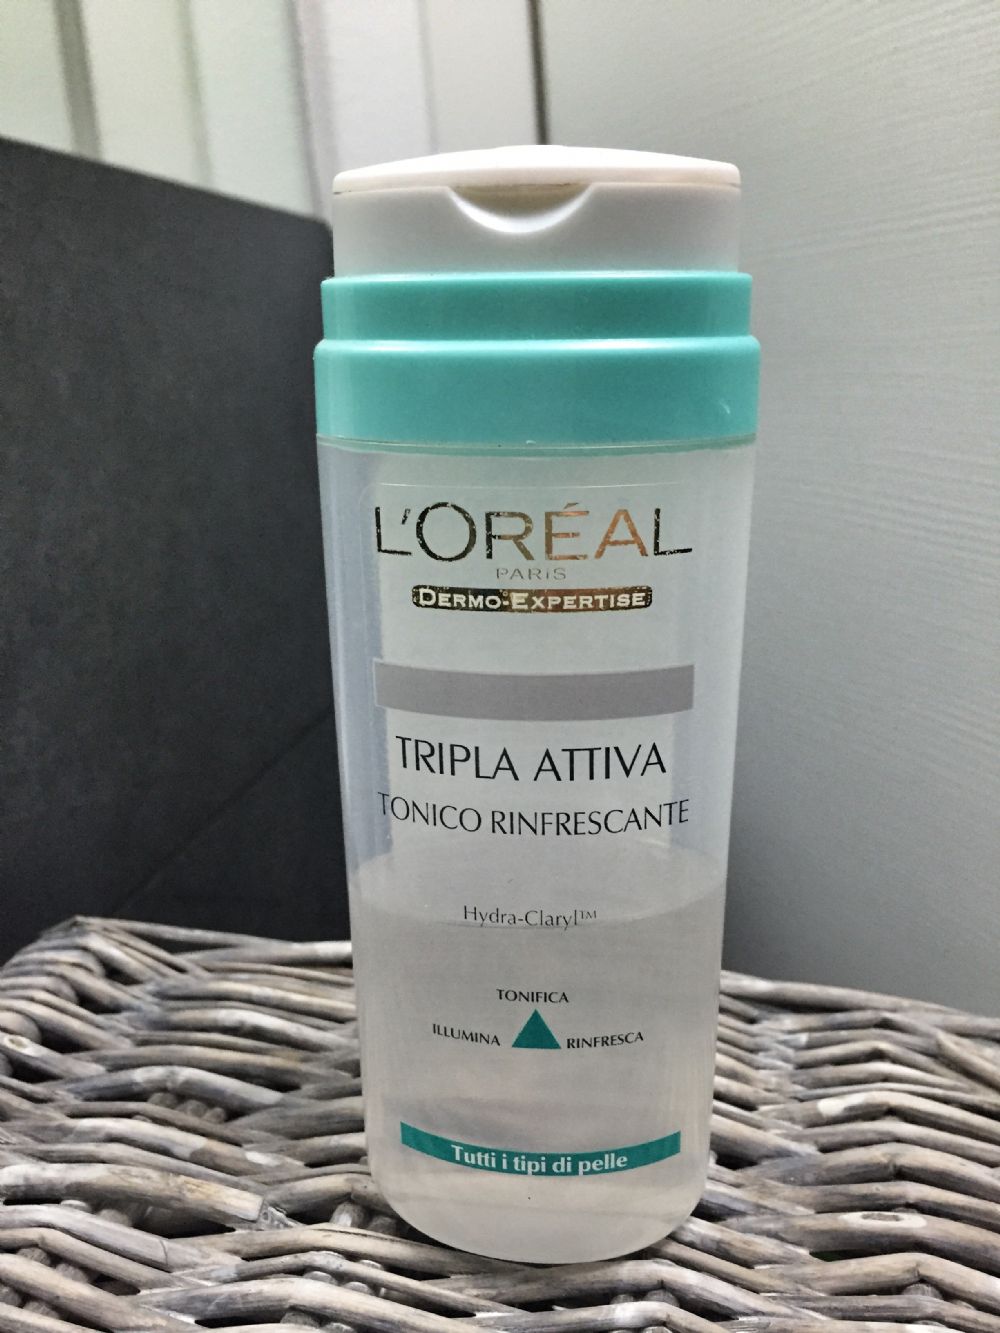 L'ORÉAL
PARIS
DERMO-EXPERTISE
TRIPLA ATTIVA
TONICO RINFRESCANTE
Hydra-Claryl™
TONIFICA
ILLUMINA RINFRESCA
Tutti i tipi di pelle